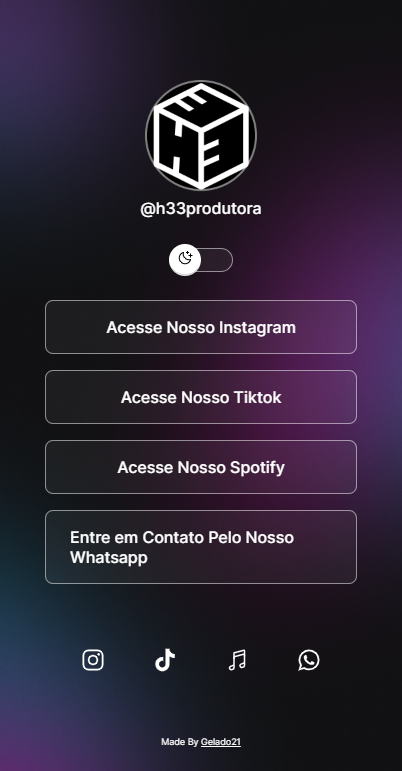 H33
@h33produtora
Acesse Nosso Instagram
Acesse Nosso Tiktok
Acesse Nosso Spotify
Entre em Contato Pelo Nosso
Whatsapp
Made By Gelado21